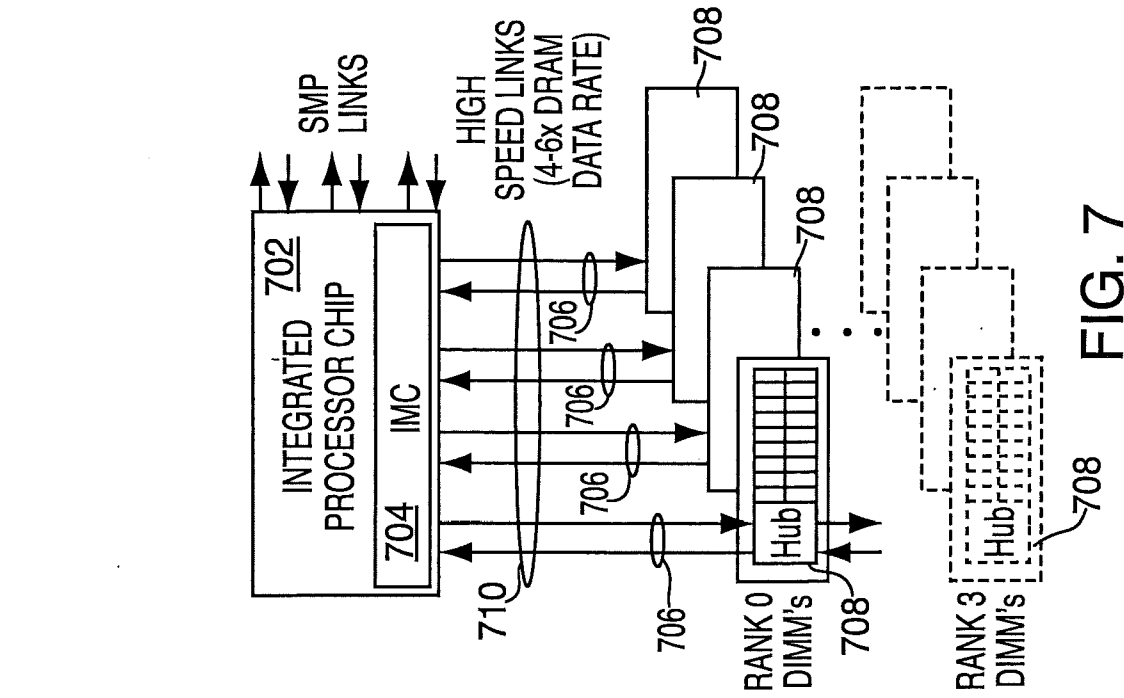 SMP
LINKS
702
INTEGRATED
PROCESSOR CHIP
704
IMC
HIGH
SPEED LINKS
(4-6x DRAM
DATA RATE)
710
706
706
706
706
708
708
708
RANK 0
DIMM's
Hub
708
RANK 3
DIMM's
Hub
708
FIG. 7